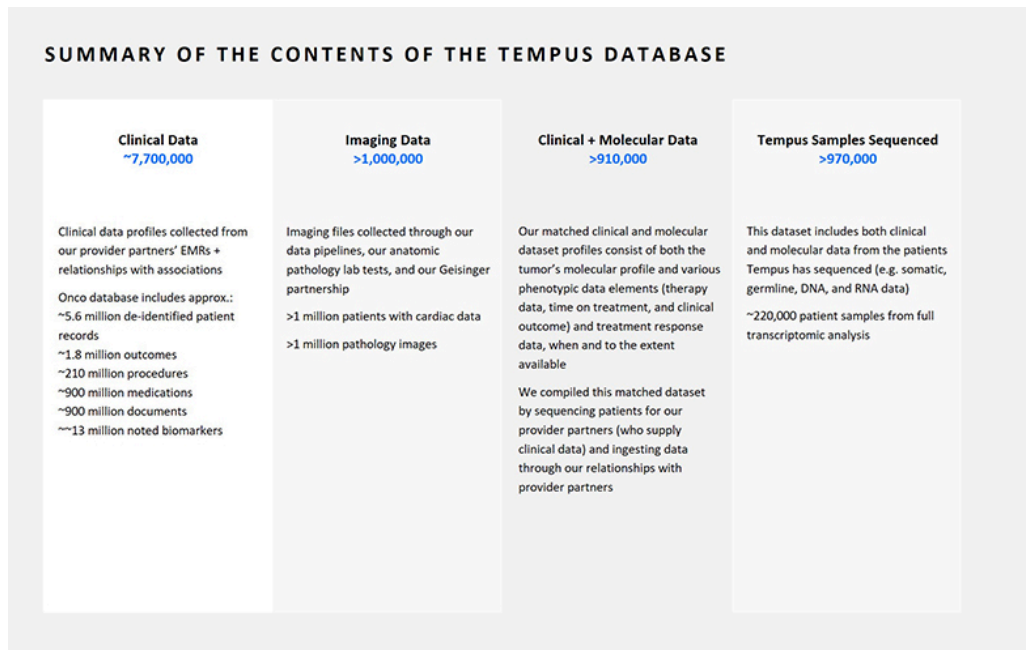 SUMMARY OF THE CONTENTS OF THE TEMPUS DATABASE
Clinical Data
~7,700,000
Clinical data profiles collected from
our provider partners' EMRs +
relationships with associations
Onco database includes approx.:
~5.6 million de-identified patient
records
~1.8 million outcomes
~210 million procedures
~900 million medications
~900 million documents
~~13 million noted biomarkers
Imaging Data
>1,000,000
Imaging files collected through our
data pipelines, our anatomic
pathology lab tests, and our Geisinger
partnership
>1 million patients with cardiac data
>1 million pathology images
Clinical + Molecular Data
>910,000
Our matched clinical and molecular
dataset profiles consist of both the
tumor's molecular profile and various
phenotypic data elements (therapy
data, time on treatment, and clinical
outcome) and treatment response
data, when and to the extent
available
We compiled this matched dataset
by sequencing patients for our
provider partners (who supply
clinical data) and ingesting data
through our relationships with
provider partners
Tempus Samples Sequenced
>970,000
This dataset includes both clinical
and molecular data from the patients
Tempus has sequenced (e.g. somatic,
germline, DNA, and RNA data)
~220,000 patient samples from full
transcriptomic analysis